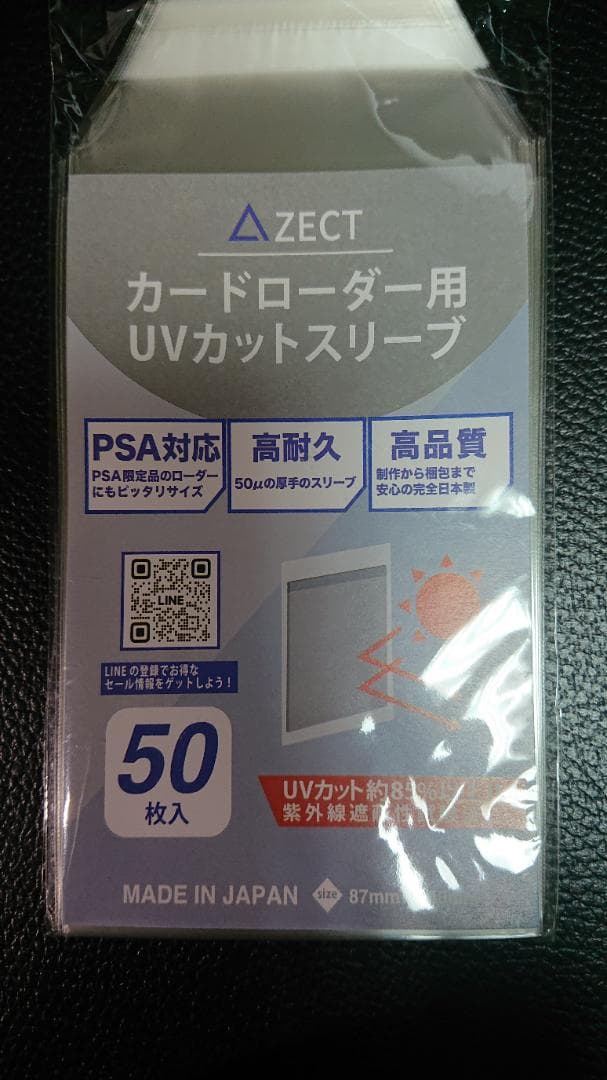 ZECT
カードローダー用
UVカットスリーブ
PSA対応
PSA限定品のローダー
にもピッタリサイズ
高耐久
50μの厚手のスリーブ
高品質
制作から梱包まで
安心の完全日本製
LINE
LINEの登録でお得な
セール情報をゲットしよう!
50
枚入
UVカット約8
紫外線遮
MADE IN JAPAN
size
87mm